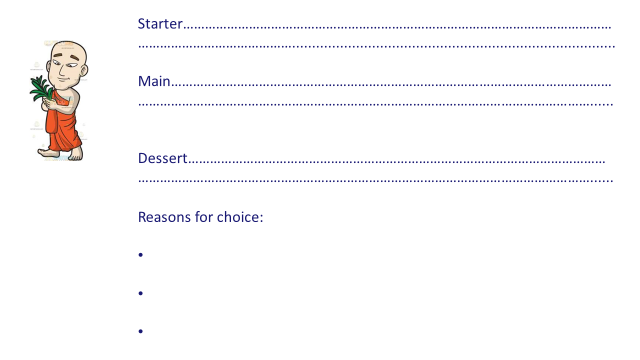 Starter……………………………………………………………………………………………………
…………………………………………………………………………………………………………………
Main…………………………………………………………………………………………………………
……………………………………………………………………………………………………………......
Dessert……………………………………………………………………………………………………
……………………………………………………………………………………………………………......
Reasons for choice:
•
•
•